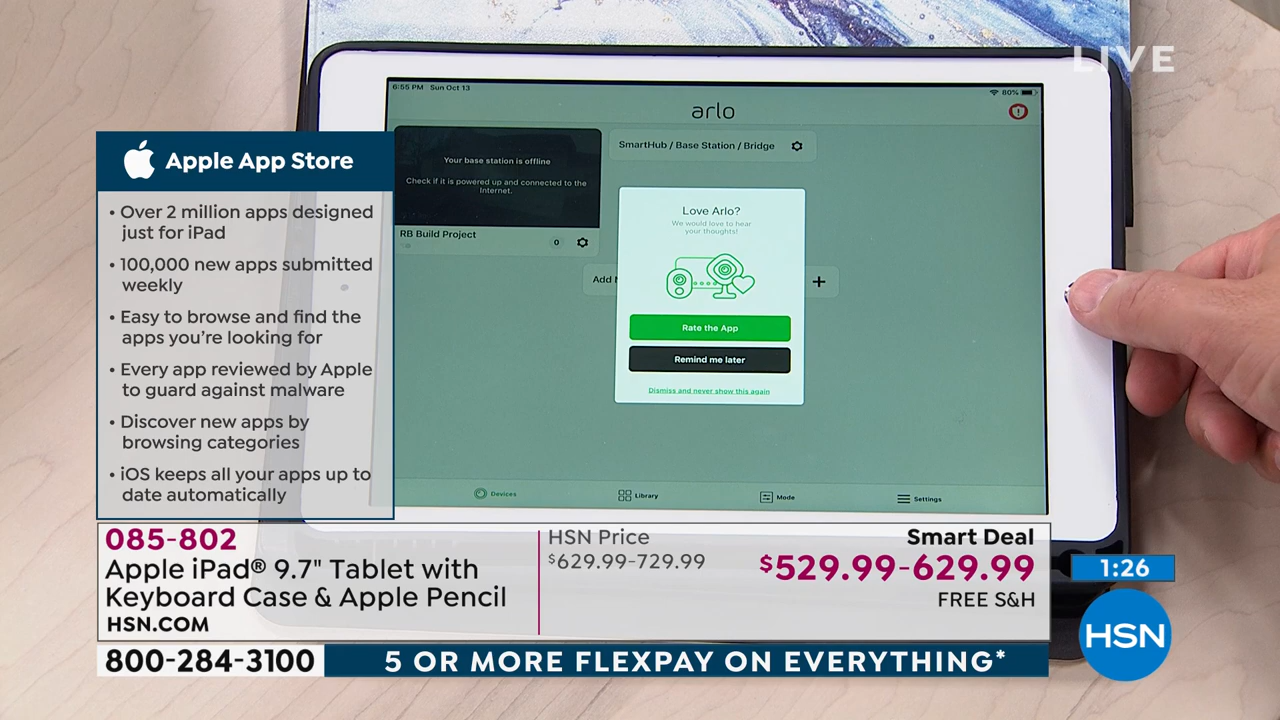 LIVE
6:55 PM Sun Oct 13
80%
arlo
Your base station is offline
Check if it is powered up and connected to the
Internet.
RB Build Project
0
SmartHub / Base Station / Bridge
Love Arlo?
We would love to hear
your thoughts!
Rate the App
Remind me later
Dismiss and never show this again
Add
+
Devices
Library
Mode
Settings
Apple App Store
• Over 2 million apps designed
just for iPad
• 100,000 new apps submitted
weekly
• Easy to browse and find the
apps you're looking for
• Every app reviewed by Apple
to guard against malware
• Discover new apps by
browsing categories
• iOS keeps all your apps up to
date automatically
085-802
Apple iPad® 9.7" Tablet with
Keyboard Case & Apple Pencil
HSN.COM
HSN Price
$629.99-729.99
Smart Deal
$529.99-629.99
FREE S&H
1:26
HSN
800-284-3100
5 OR MORE FLEXPAY ON EVERYTHING*